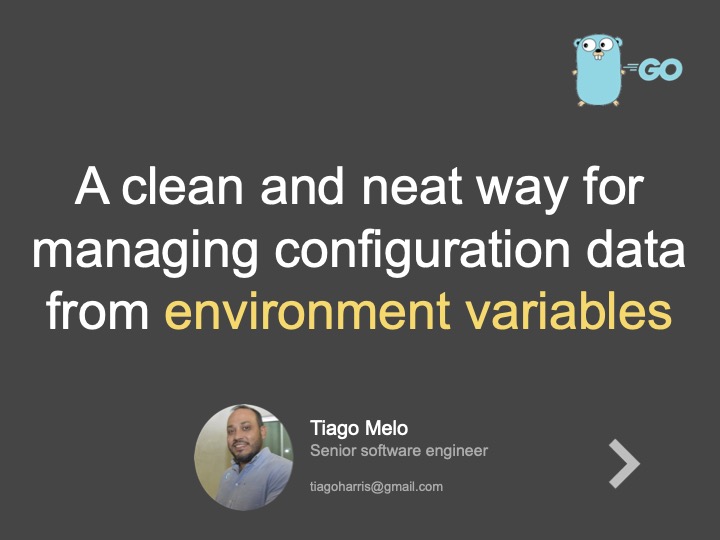 GO
A clean and neat way for
managing configuration data
from environment variables
Tiago Melo
Senior software engineer
tiagoharris@gmail.com